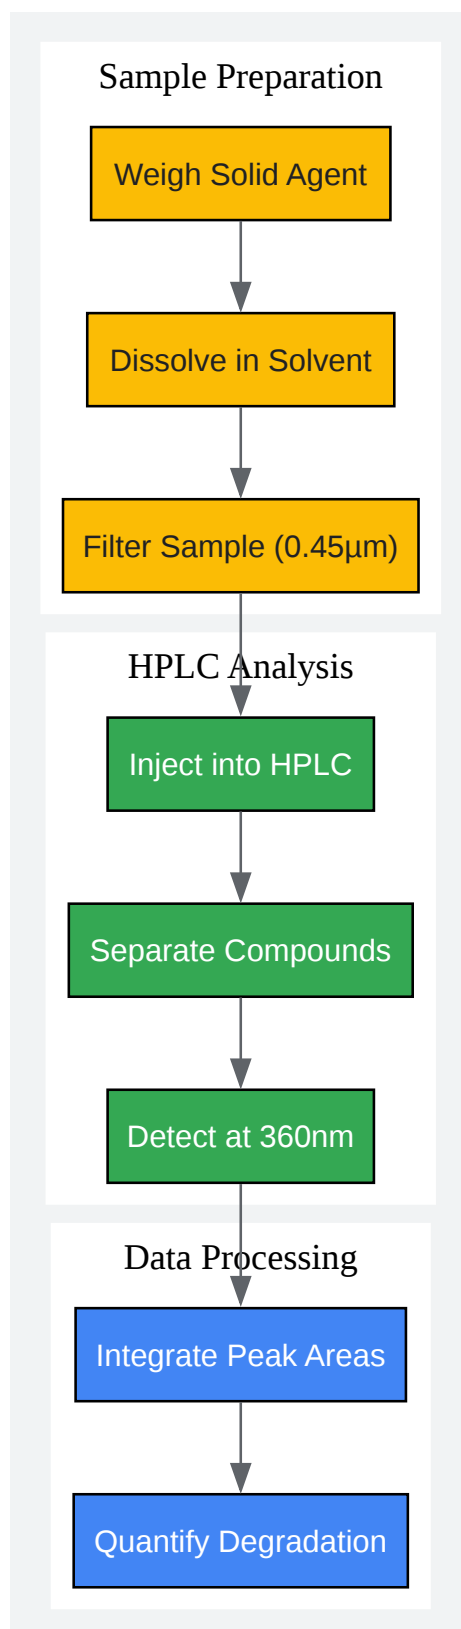 Sample Preparation
Weigh Solid Agent
Dissolve in Solvent
Filter Sample (0.45µm)
HPLC Analysis
Inject into HPLC
Separate Compounds
Detect at 360nm
Data Processing
Integrate Peak Areas
Quantify Degradation